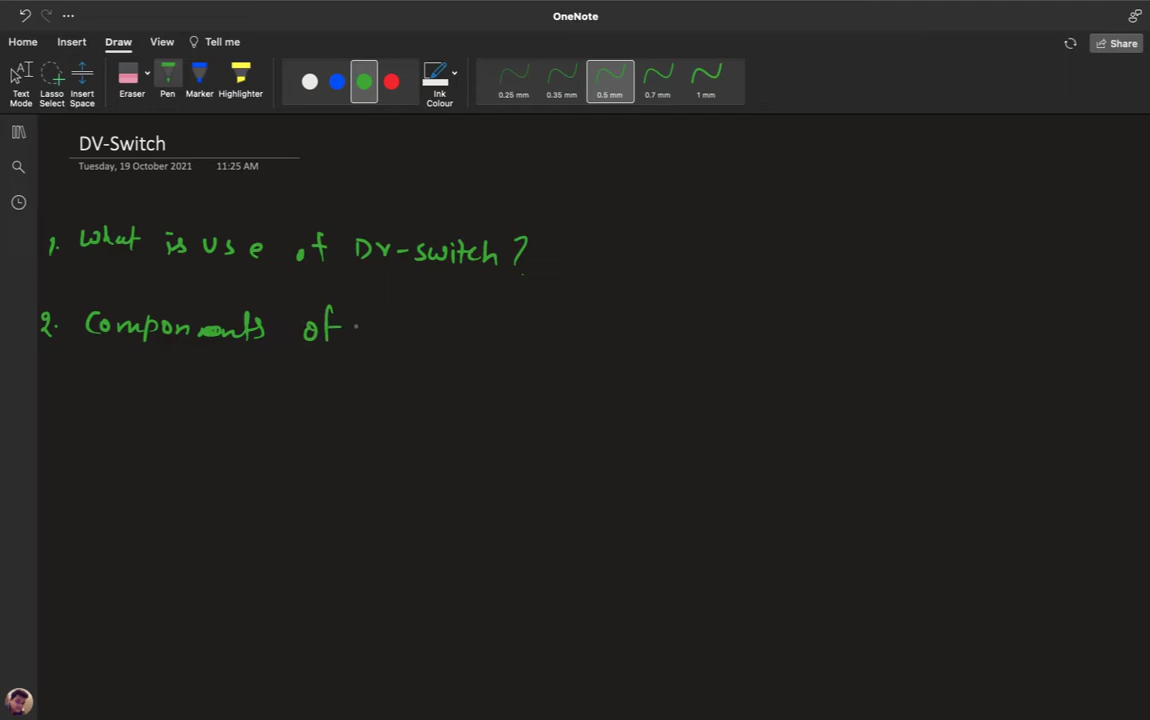 OneNote
Home Insert Draw View Tell me
Share
Text Mode
Lasso Select
Insert Space
Eraser
Pen
Marker
Highlighter
Ink Colour
0.25 mm
0.35 mm
0.5 mm
0.7 mm
1 mm
DV-Switch
Tuesday, 19 October 2021 11:25 AM
1. What is use of Dv-switch?
2. Components of